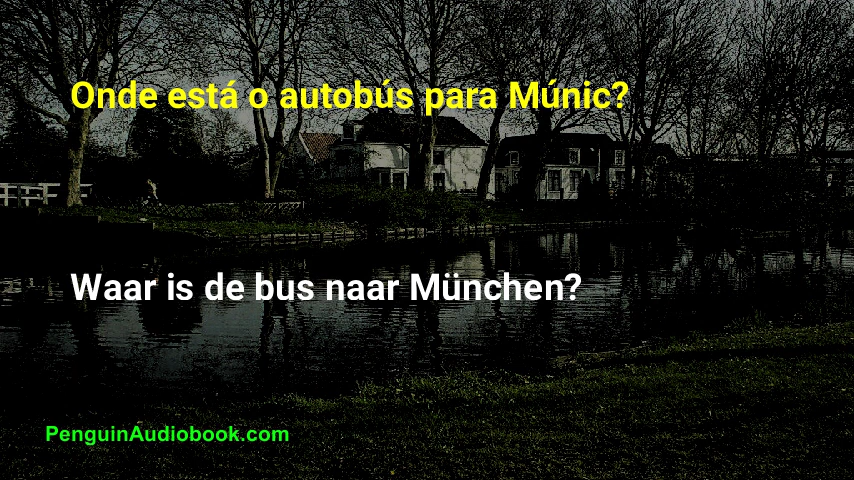 Onde está o autobús para Múnic?
Waar is de bus naar München?
PenguinAudiobook.com